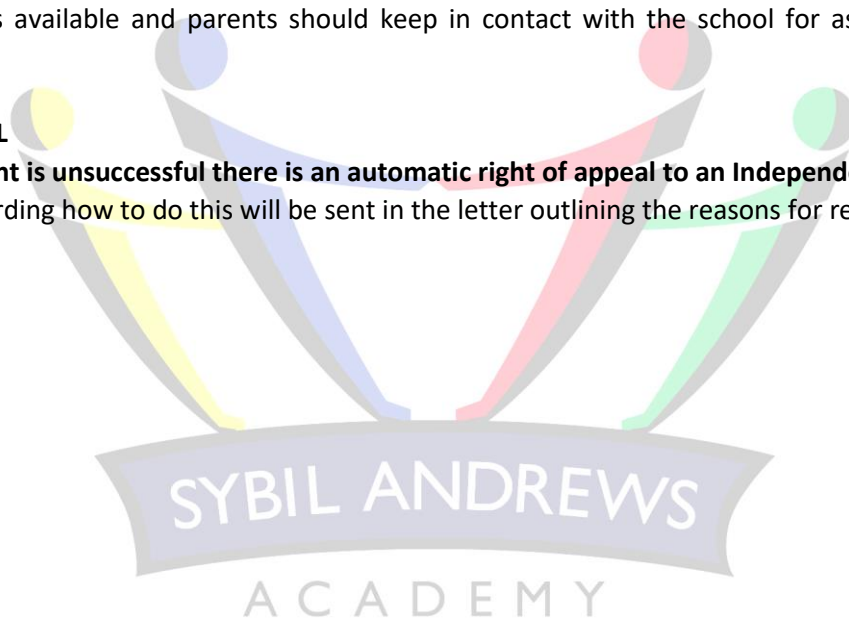 s available and parents should keep in contact with the school for as
L
nt is unsuccessful there is an automatic right of appeal to an Independ
rding how to do this will be sent in the letter outlining the reasons for re
SYBIL ANDREWS
ACADEMY